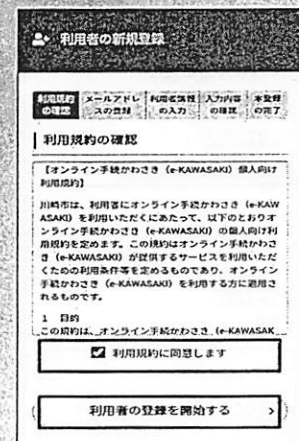 利用者の新規登録
利用規約の確認
メールアドレスの登録
利用者情報の入力
入力内容の確認
本登録の完了
利用規約の確認
【オンライン手続かわさき（e-KAWASAKI）個人向け
利用規約】
川崎市は、利用者にオンライン手続かわさき（e-KAW
ASAKI）を利用いただくにあたって、以下のとおりオ
ンライン手続かわさき（e-KAWASAKI）の個人向け利
用規約を定めます。この規約はオンライン手続かわさ
き（e-KAWASAKI）が提供するサービスを利用いただ
くための利用条件等を定めるものであり、オンライン
手続かわさき（e-KAWASAKI）を利用する方に適用さ
れるものです。
1　目的
この規約は、オンライン手続かわさき（e-KAWASAK
利用規約に同意します
利用者の登録を開始する